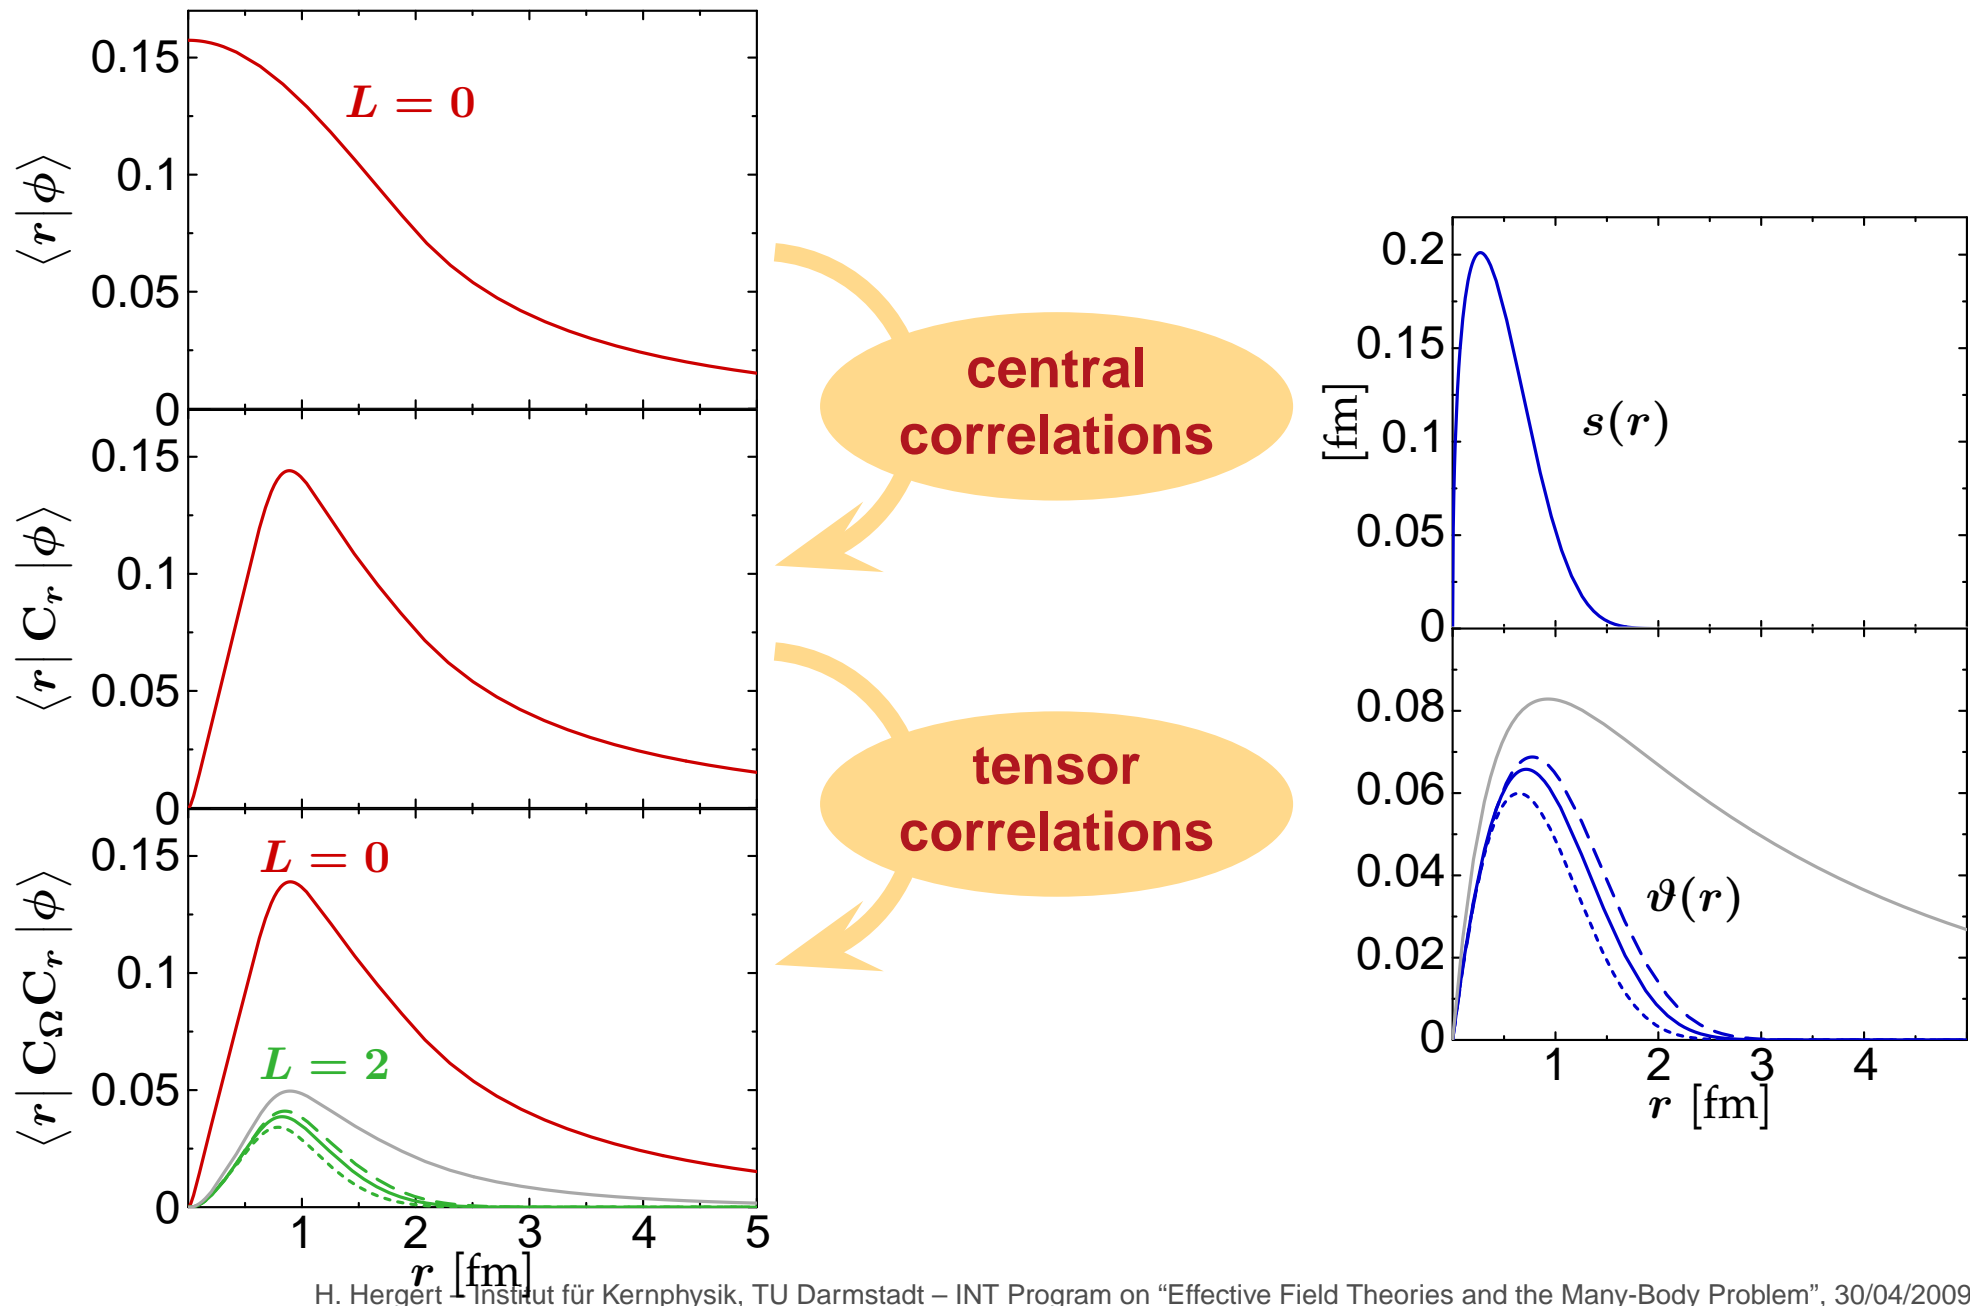 0.15
0.1
0.05
0
⟨r|ϕ⟩
L = 0
0.15
0.1
0.05
0
⟨r| C_r |ϕ⟩
0.15
0.1
0.05
0
⟨r| C_Ω C_r |ϕ⟩
L = 0
L = 2
1 2 3 4 5
r [fm]
central
correlations
tensor
correlations
0.2
0.15
0.1
0.05
0
[fm]
s(r)
0.08
0.06
0.04
0.02
0
ϑ(r)
1 2 3 4
r [fm]
H. Hergert – Institut für Kernphysik, TU Darmstadt – INT Program on “Effective Field Theories and the Many-Body Problem”, 30/04/2009